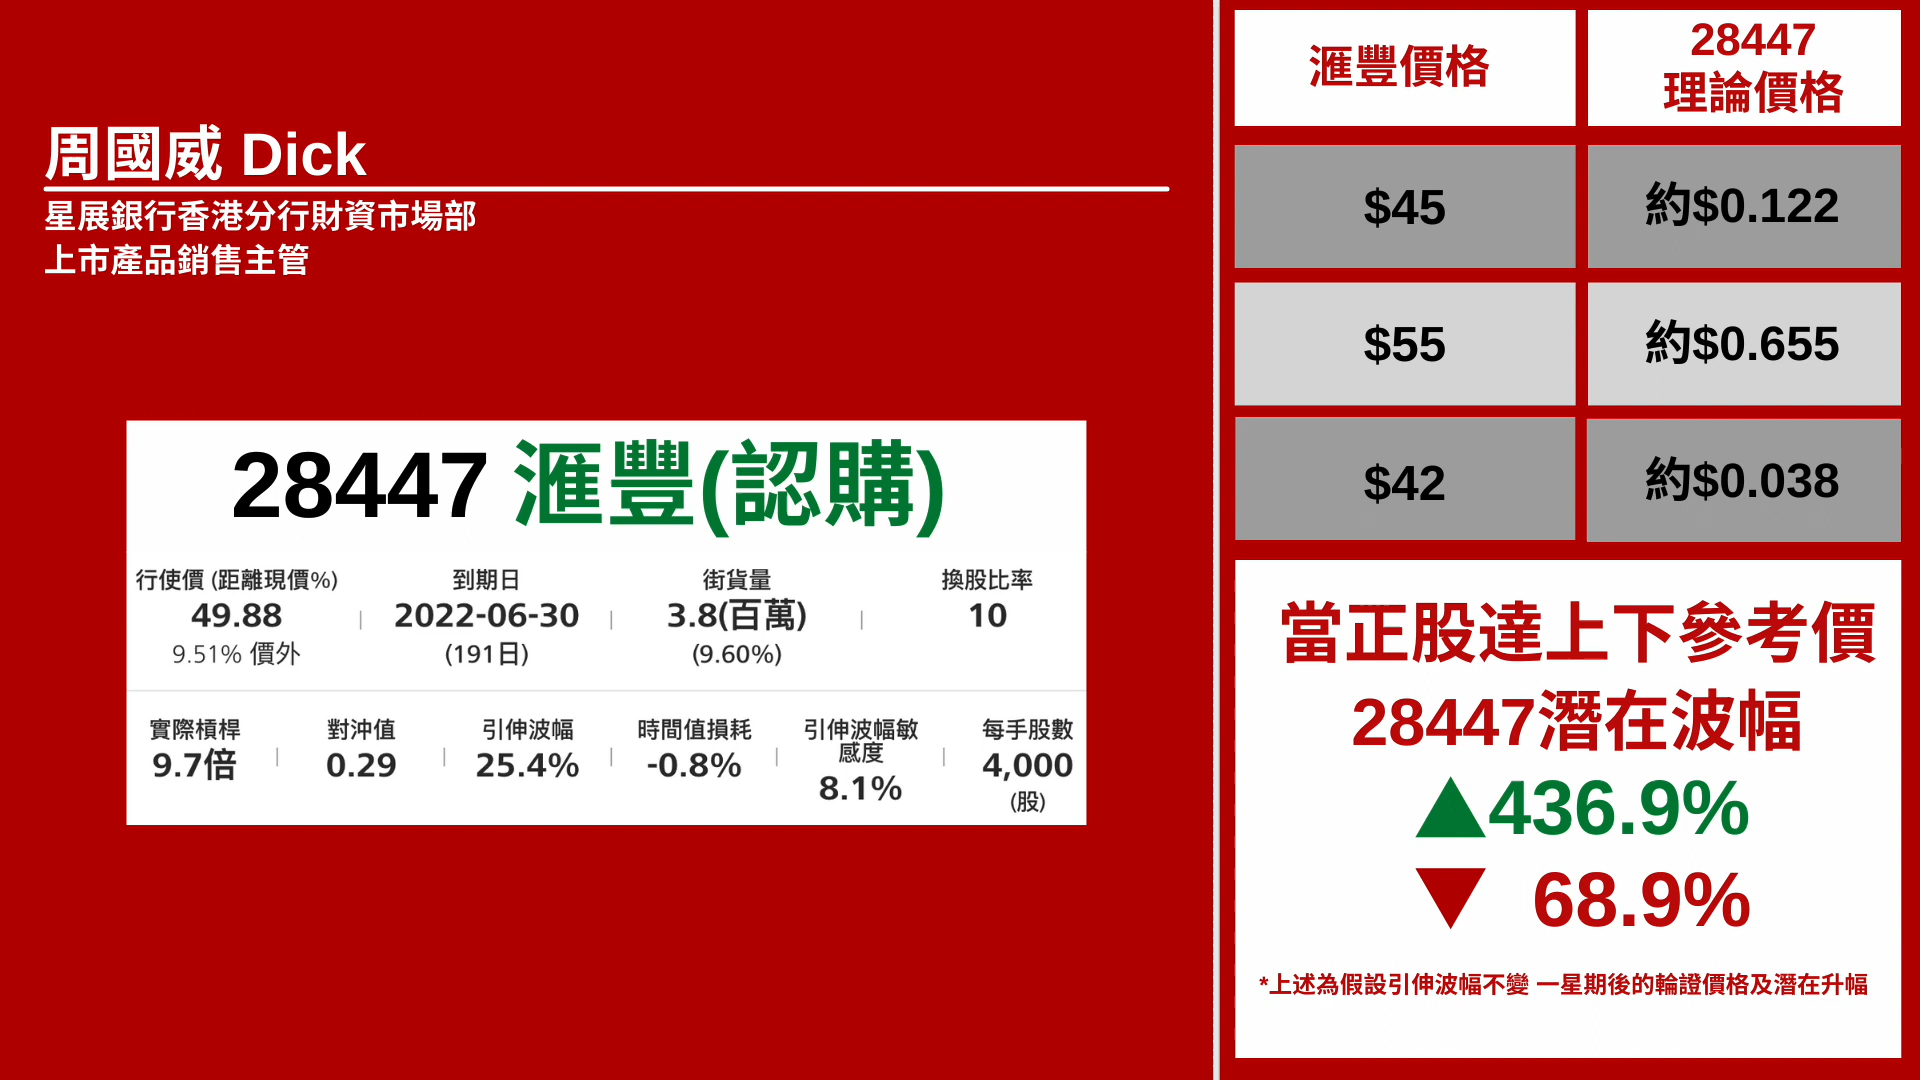 周國威 Dick
星展銀行香港分行財資市場部
上市產品銷售主管
28447 滙豐(認購)
行使價 (距離現價%)
49.88
9.51% 價外
到期日
2022-06-30
(191日)
街貨量
3.8(百萬)
(9.60%)
換股比率
10
實際槓桿
9.7倍
對沖值
0.29
引伸波幅
25.4%
時間值損耗
-0.8%
引伸波幅敏
感度
8.1%
每手股數
4,000
(股)
滙豐價格
28447
理論價格
$45
約$0.122
$55
約$0.655
$42
約$0.038
當正股達上下參考價
28447潛在波幅
▲436.9%
▼ 68.9%
*上述為假設引伸波幅不變 一星期後的輪證價格及潛在升幅